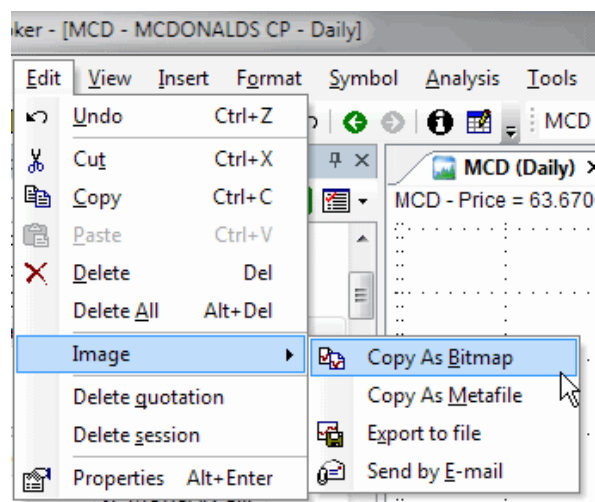 ker - [MCD - MCDONALDS CP - Daily]
Edit View Insert Format Symbol Analysis Tools
Undo Ctrl+Z
MCD
Cut Ctrl+X
MCD (Daily)
Copy Ctrl+C
MCD - Price = 63.670
Paste Ctrl+V
Delete Del
Delete All Alt+Del
Image
Copy As Bitmap
Delete quotation
Copy As Metafile
Delete session
Export to file
Properties Alt+Enter
Send by E-mail